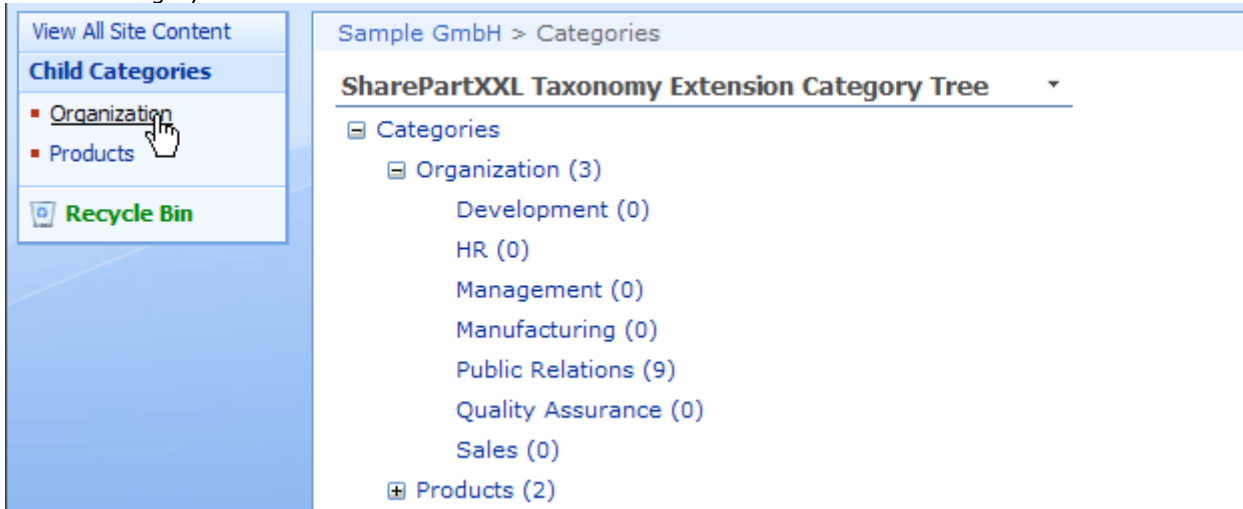 View All Site Content
Child Categories
Organization
Products
Recycle Bin
Sample GmbH > Categories
SharePartXXL Taxonomy Extension Category Tree
Categories
Organization (3)
Development (0)
HR (0)
Management (0)
Manufacturing (0)
Public Relations (9)
Quality Assurance (0)
Sales (0)
Products (2)